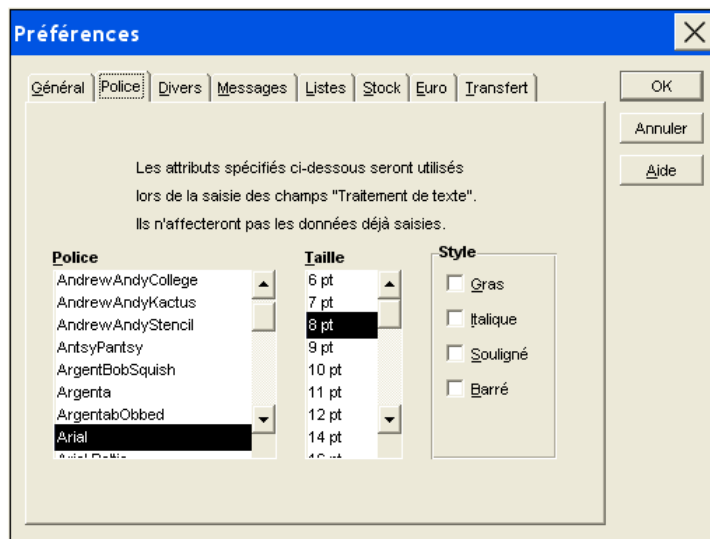 Préférences
Général Police Divers Messages Listes Stock Euro Transfert
OK
Annuler
Aide
Les attributs spécifiés ci-dessous seront utilisés
lors de la saisie des champs "Traitement de texte".
Ils n'affecteront pas les données déjà saisies.
Police
AndrewAndyCollege
AndrewAndyKactus
AndrewAndyStencil
AntsyPantsy
ArgentBobSquish
Argenta
ArgentabObbed
Arial
Taille
6 pt
7 pt
8 pt
9 pt
10 pt
11 pt
12 pt
14 pt
Style
Gras
Italique
Souligné
Barré